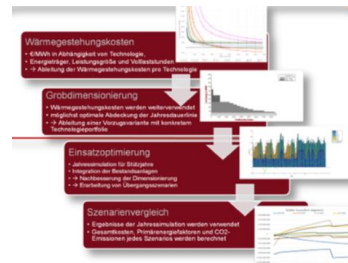 Wärmegestehungskosten
• €/MWh in Abhängigkeit von Technologie,
Energieträger, Leistungsgröße und Volllaststunden
• → Ableitung der Wärmegestehungskosten pro Technologie
Grobdimensionierung
• Wärmegestehungskosten werden weiterverwendet
• möglichst optimale Abdeckung der Jahresdauerlinie
• → Ableitung einer Vorzugsvariante mit konkretem
Technologieportfolio
Einsatzoptimierung
• Jahressimulation für Stützjahre
• Integration der Bestandsanlagen
• → Nachbesserung der Dimensionierung
• → Erarbeitung von Übergangsszenarien
Szenarienvergleich
• Ergebnisse der Jahressimulation werden verwendet
• Gesamtkosten, Primärenergiefaktoren und CO2-
Emissionen jedes Szenarios werden berechnet